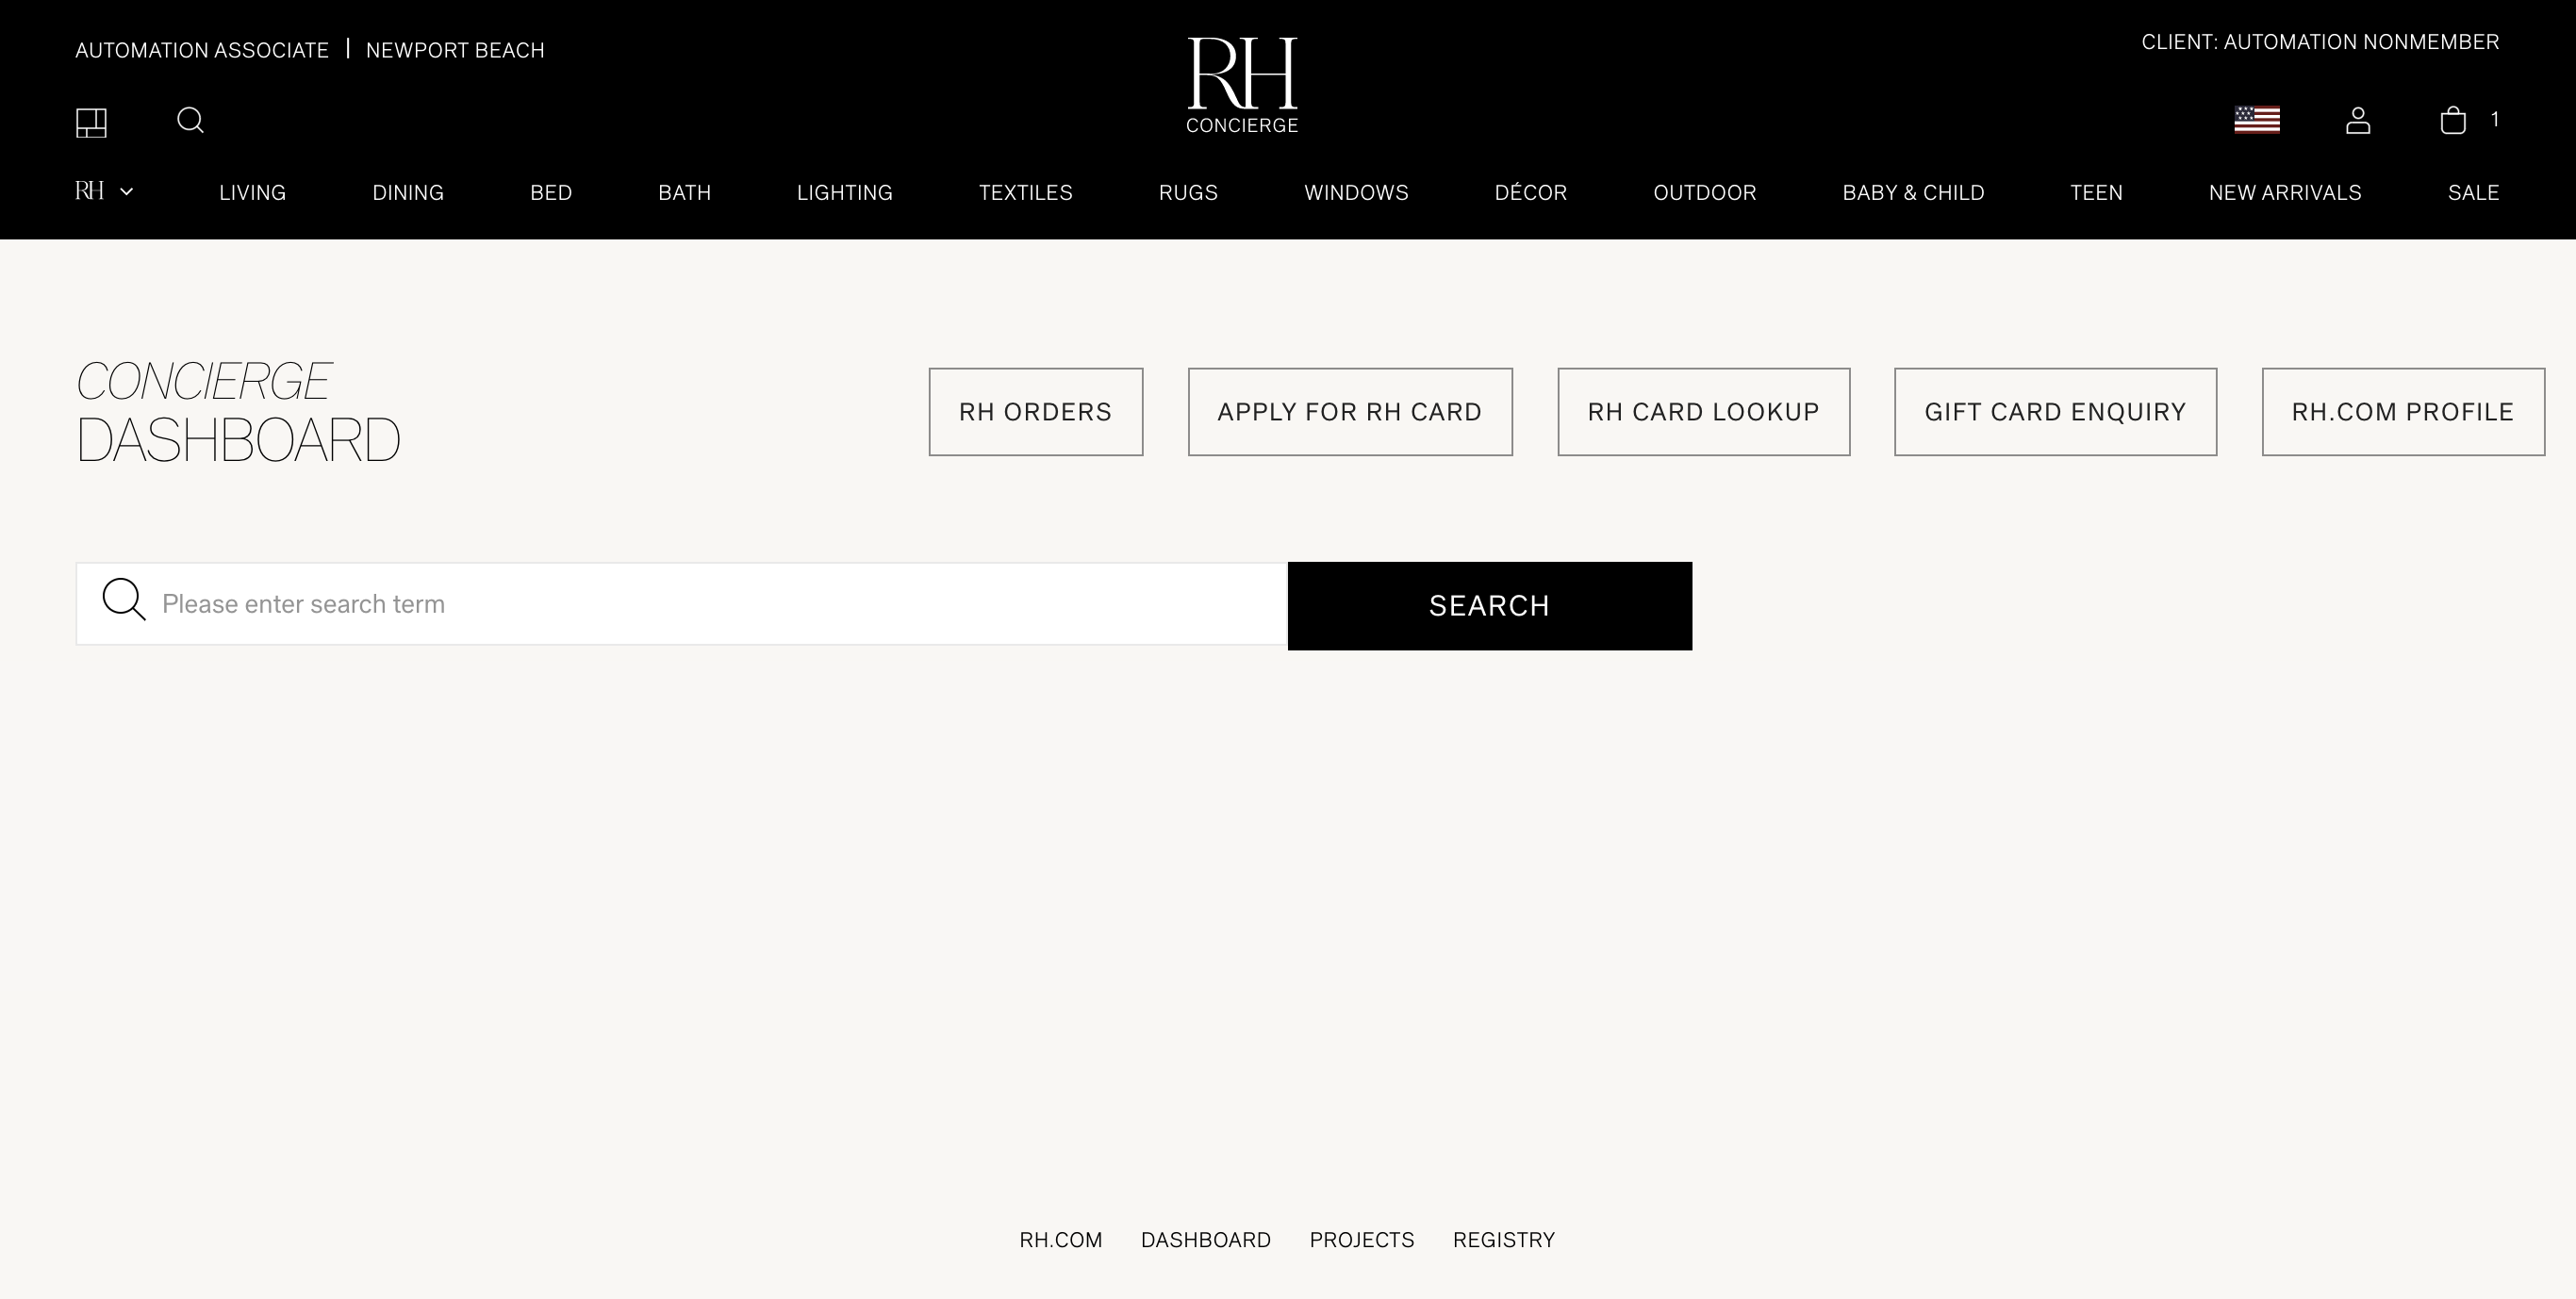 AUTOMATION ASSOCIATE | NEWPORT BEACH
RH
CONCIERGE
CLIENT: AUTOMATION NONMEMBER
1
RH LIVING DINING BED BATH LIGHTING TEXTILES RUGS WINDOWS DÉCOR OUTDOOR BABY & CHILD TEEN NEW ARRIVALS SALE
CONCIERGE
DASHBOARD
RH ORDERS APPLY FOR RH CARD RH CARD LOOKUP GIFT CARD ENQUIRY RH.COM PROFILE
Please enter search term SEARCH
RH.COM DASHBOARD PROJECTS REGISTRY